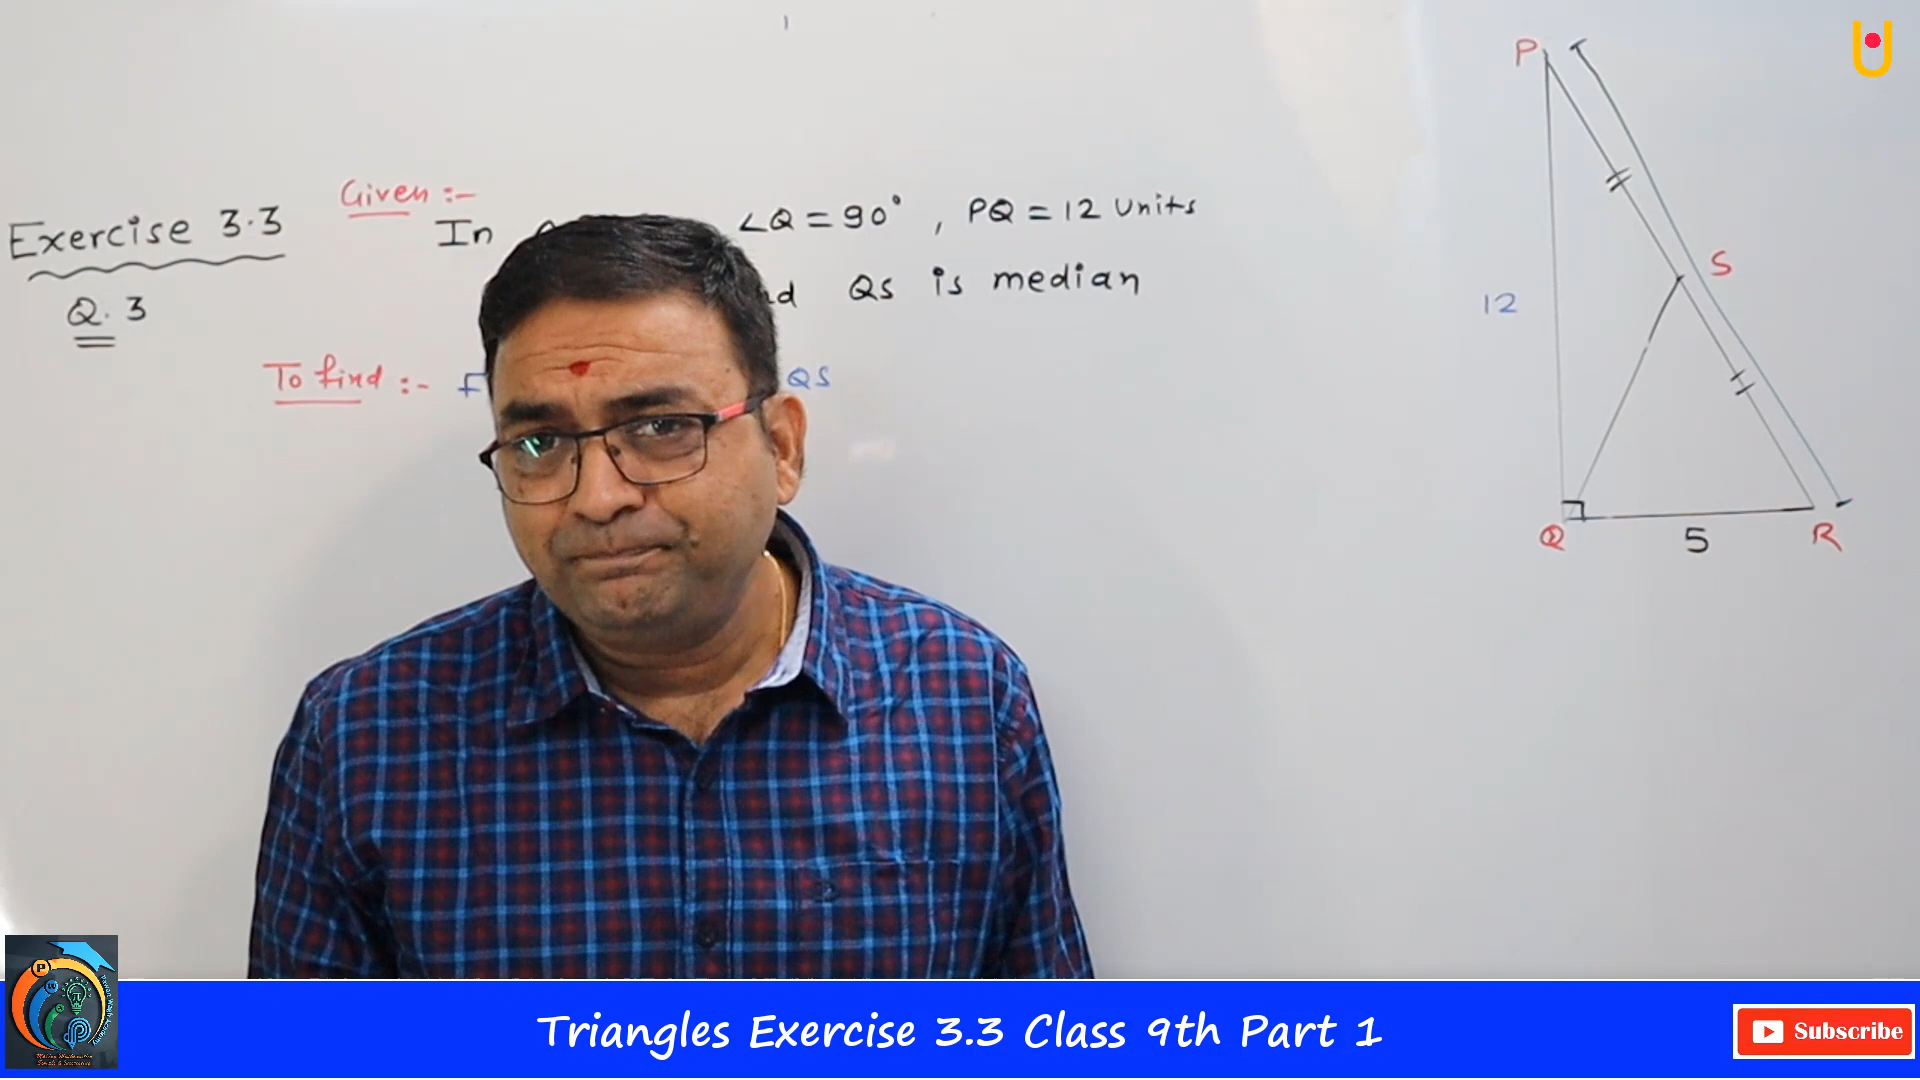 Given :-
Exercise 3.3
Q. 3
In ∠Q = 90° , PQ = 12 Units
QS is median
To find :- QS
P
S
12
Q
5
R
Triangles Exercise 3.3 Class 9th Part 1
Subscribe